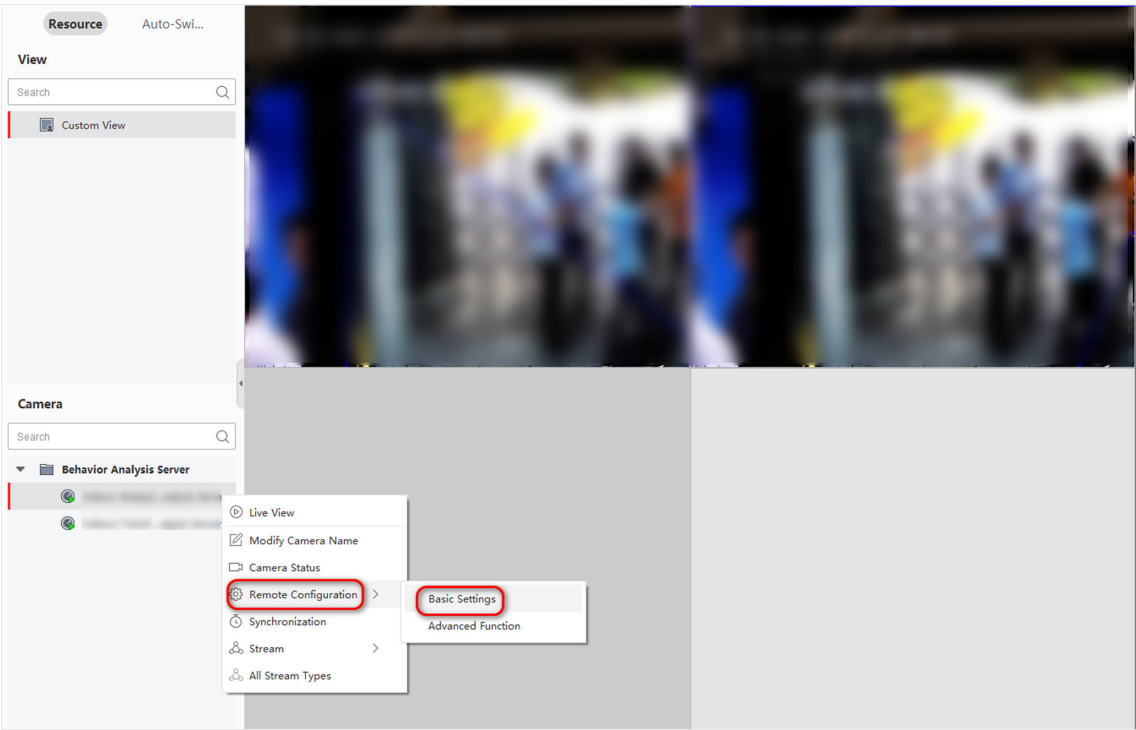 Resource Auto-Swi...
View
Search
Custom View
Camera
Search
Behavior Analysis Server
Live View
Modify Camera Name
Camera Status
Remote Configuration
Basic Settings
Advanced Function
Synchronization
Stream
All Stream Types